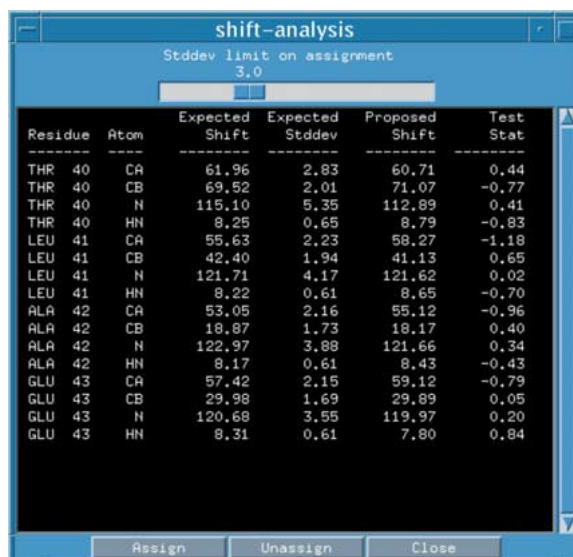 shift-analysis
Stddev limit on assignment
3.0
Expected Expected Proposed Test
Residue Atom Shift Stddev Shift Stat
------- ---- -------- -------- -------- --------
THR 40 CA 61.96 2.83 60.71 0.44
THR 40 CB 69.52 2.01 71.07 -0.77
THR 40 N 115.10 5.35 112.89 0.41
THR 40 HN 8.25 0.65 8.79 -0.83
LEU 41 CA 55.63 2.23 58.27 -1.18
LEU 41 CB 42.40 1.94 41.13 0.65
LEU 41 N 121.71 4.17 121.62 0.02
LEU 41 HN 8.22 0.61 8.65 -0.70
ALA 42 CA 53.05 2.16 55.12 -0.96
ALA 42 CB 18.87 1.73 18.17 0.40
ALA 42 N 122.97 3.88 121.66 0.34
ALA 42 HN 8.17 0.61 8.43 -0.43
GLU 43 CA 57.42 2.15 59.12 -0.79
GLU 43 CB 29.98 1.69 29.89 0.05
GLU 43 N 120.68 3.55 119.97 0.20
GLU 43 HN 8.31 0.61 7.80 0.84
Assign Unassign Close